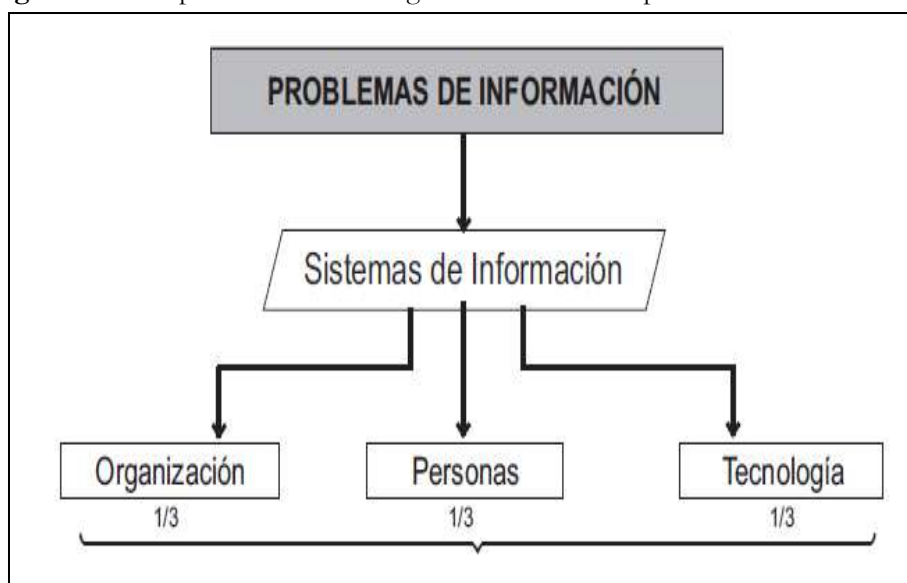 PROBLEMAS DE INFORMACIÓN
Sistemas de Información
Organización Personas Tecnología
1/3 1/3 1/3